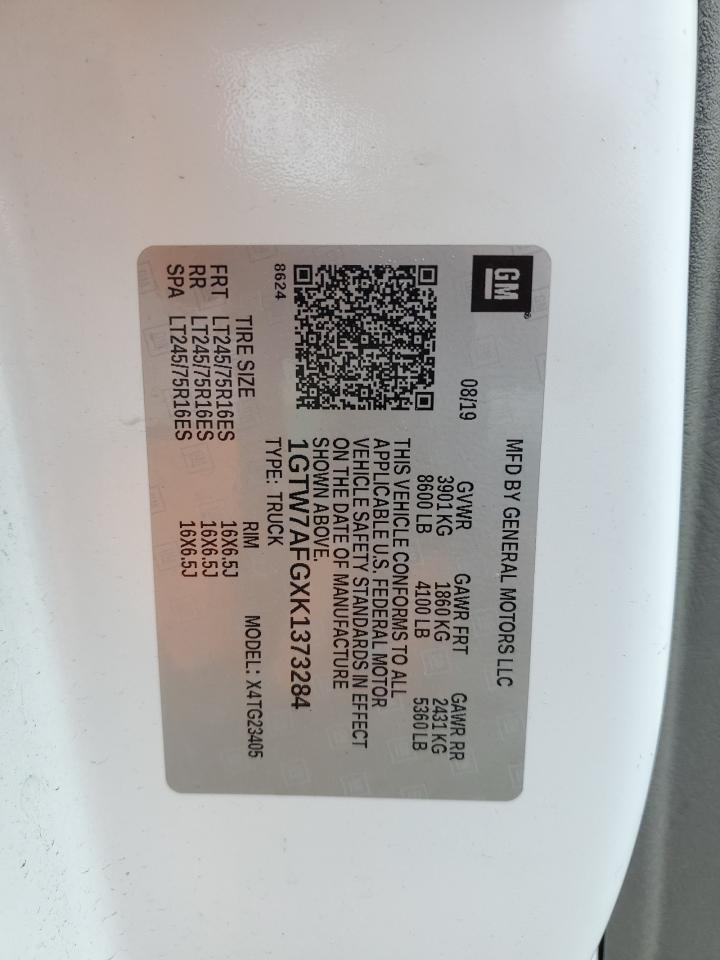 GM
MFD BY GENERAL MOTORS LLC
08/19 GVWR GAWR FRT GAWR RR
3901 KG 1860 KG 2431 KG
8600 LB 4100 LB 5360 LB
THIS VEHICLE CONFORMS TO ALL
APPLICABLE U.S. FEDERAL MOTOR
VEHICLE SAFETY STANDARDS IN EFFECT
ON THE DATE OF MANUFACTURE
SHOWN ABOVE.
1GTW7AFGXK1373284
8624 TYPE: TRUCK
TIRE SIZE RIM MODEL: X4TG23405
FRT LT245/75R16ES 16X6.5J
RR LT245/75R16ES 16X6.5J
SPA LT245/75R16ES 16X6.5J